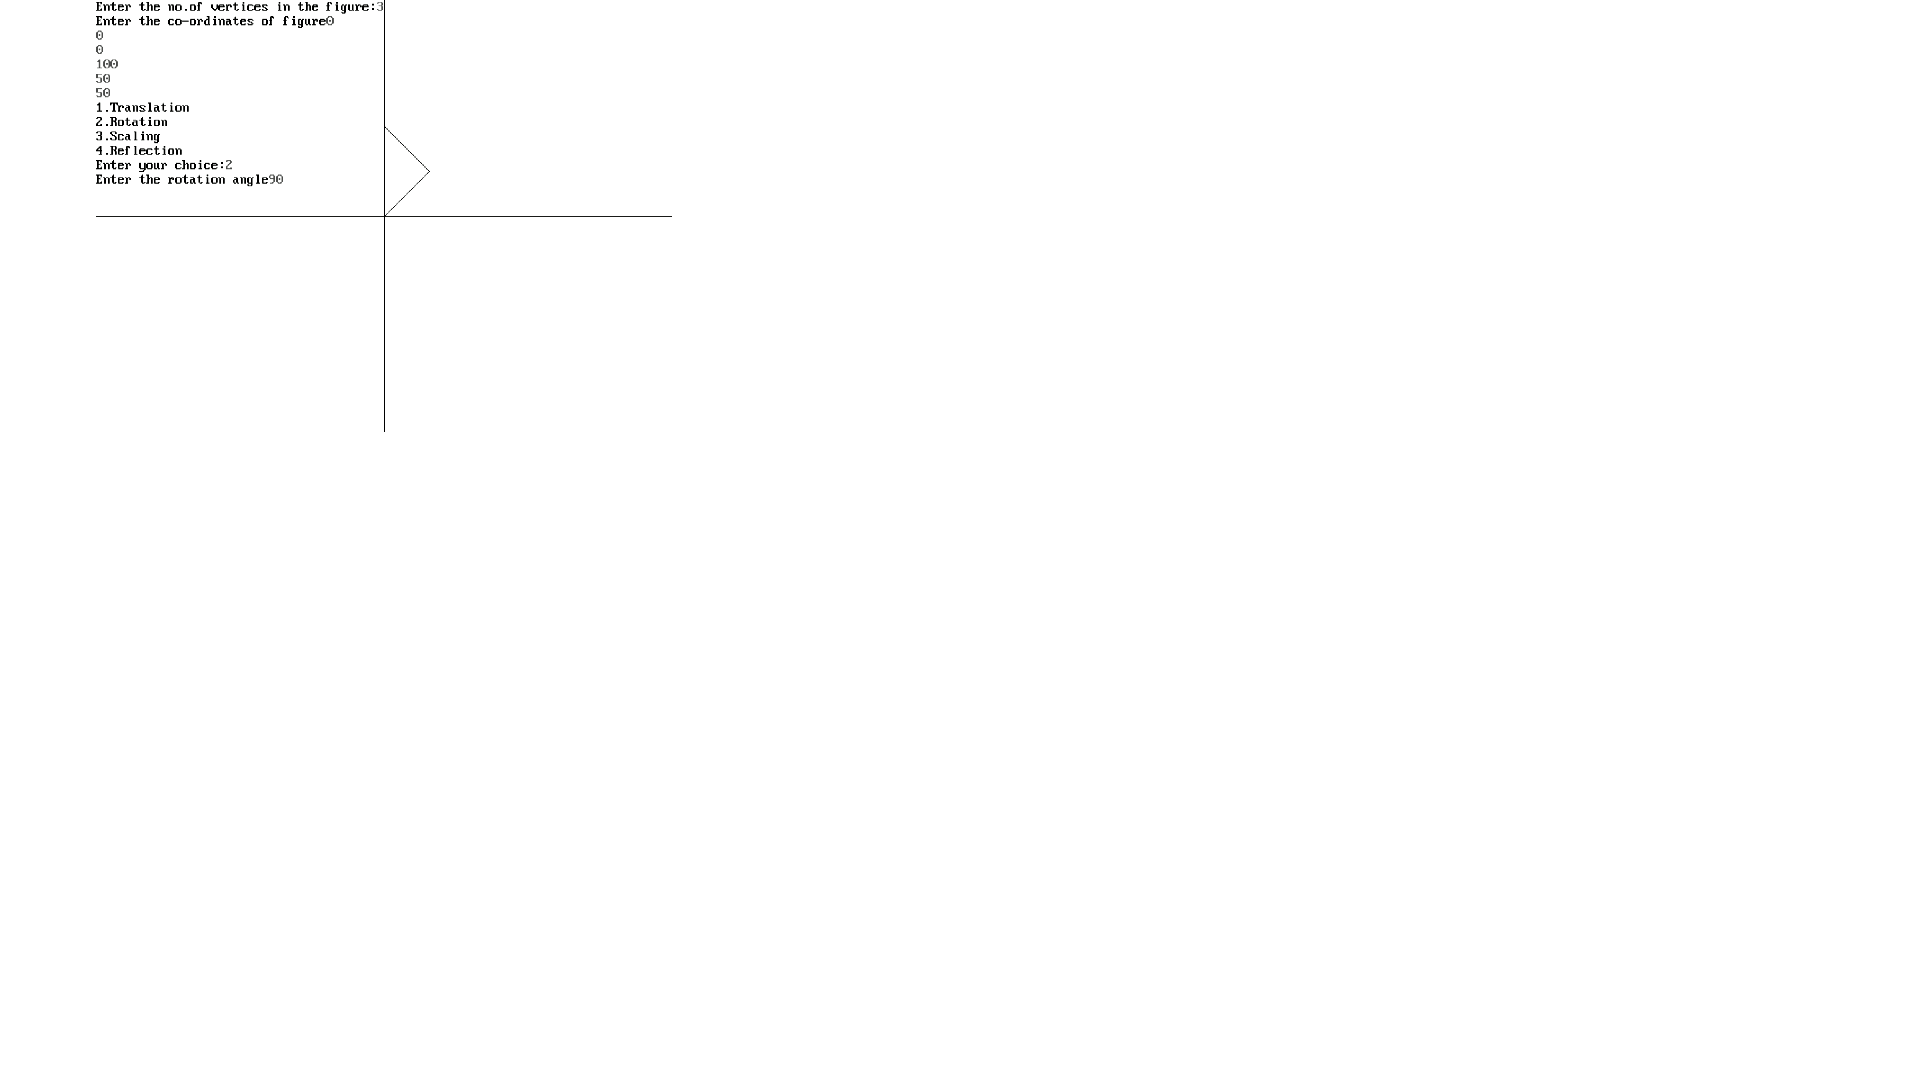 Enter the no.of vertices in the figure:3
Enter the co-ordinates of figure0
0
0
100
50
50
1.Translation
2.Rotation
3.Scaling
4.Reflection
Enter your choice:2
Enter the rotation angle90